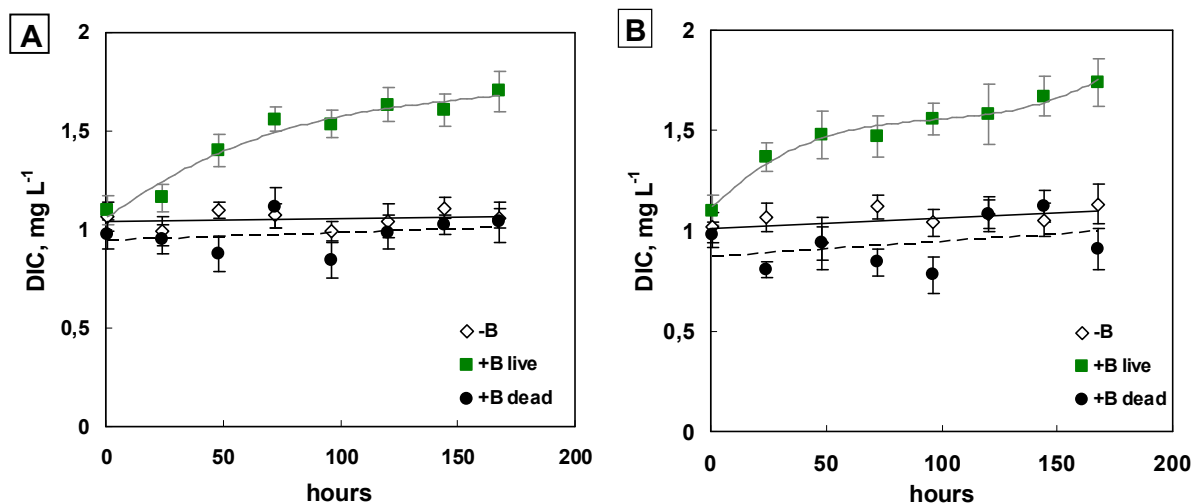 A
2
1,5
1
0,5
0
DIC, mg L⁻¹
-B
+B live
+B dead
0 50 100 150 200
hours
B
2
1,5
1
0,5
0
DIC, mg L⁻¹
-B
+B live
+B dead
0 50 100 150 200
hours